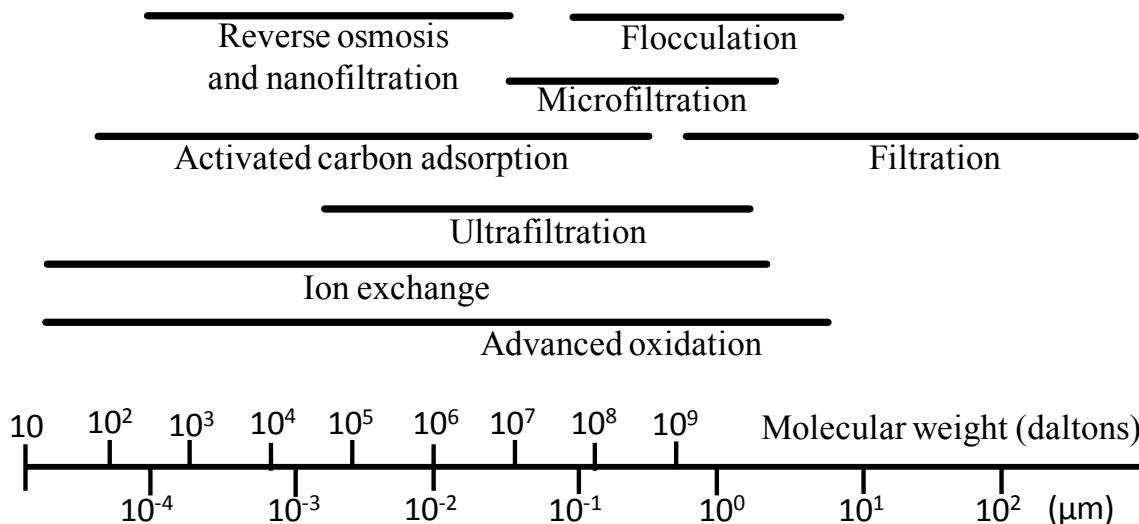 Reverse osmosis
and nanofiltration
Flocculation
Microfiltration
Activated carbon adsorption
Filtration
Ultrafiltration
Ion exchange
Advanced oxidation
10 10² 10³ 10⁴ 10⁵ 10⁶ 10⁷ 10⁸ 10⁹ Molecular weight (daltons)
10⁻⁴ 10⁻³ 10⁻² 10⁻¹ 10⁰ 10¹ 10² (μm)